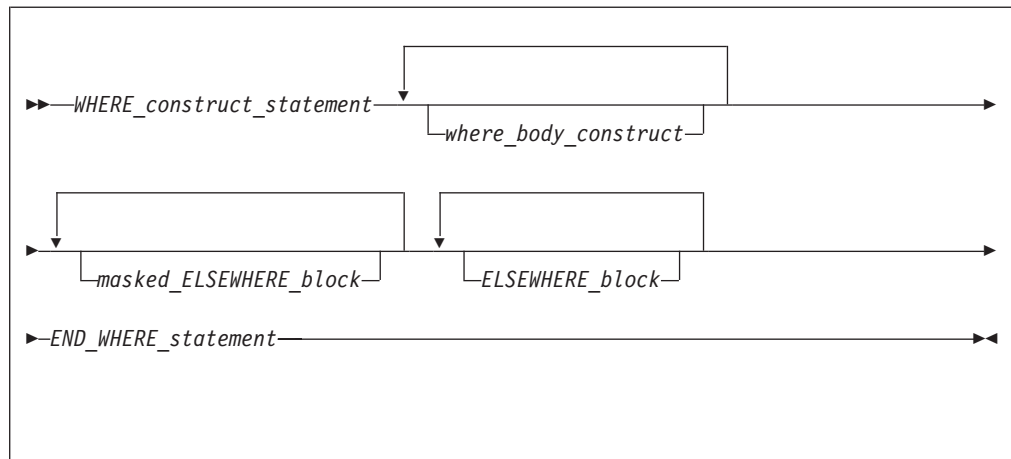 WHERE_construct_statement
where_body_construct
masked_ELSEWHERE_block
ELSEWHERE_block
END_WHERE_statement